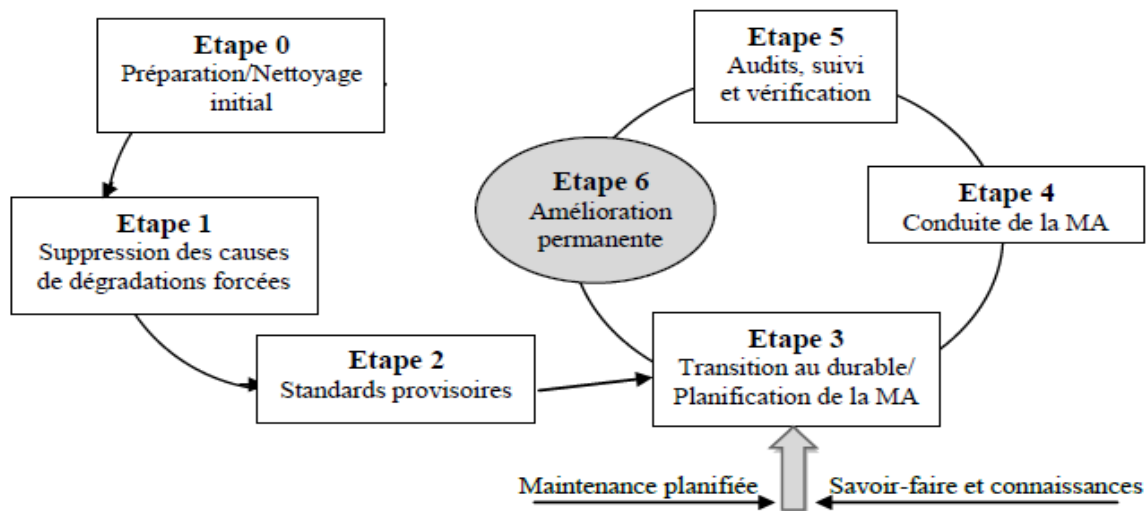 Etape 0
Préparation/Nettoyage
initial
Etape 1
Suppression des causes
de dégradations forcées
Etape 2
Standards provisoires
Etape 3
Transition au durable/
Planification de la MA
Etape 4
Conduite de la MA
Etape 5
Audits, suivi
et vérification
Etape 6
Amélioration
permanente
Maintenance planifiée
Savoir-faire et connaissances